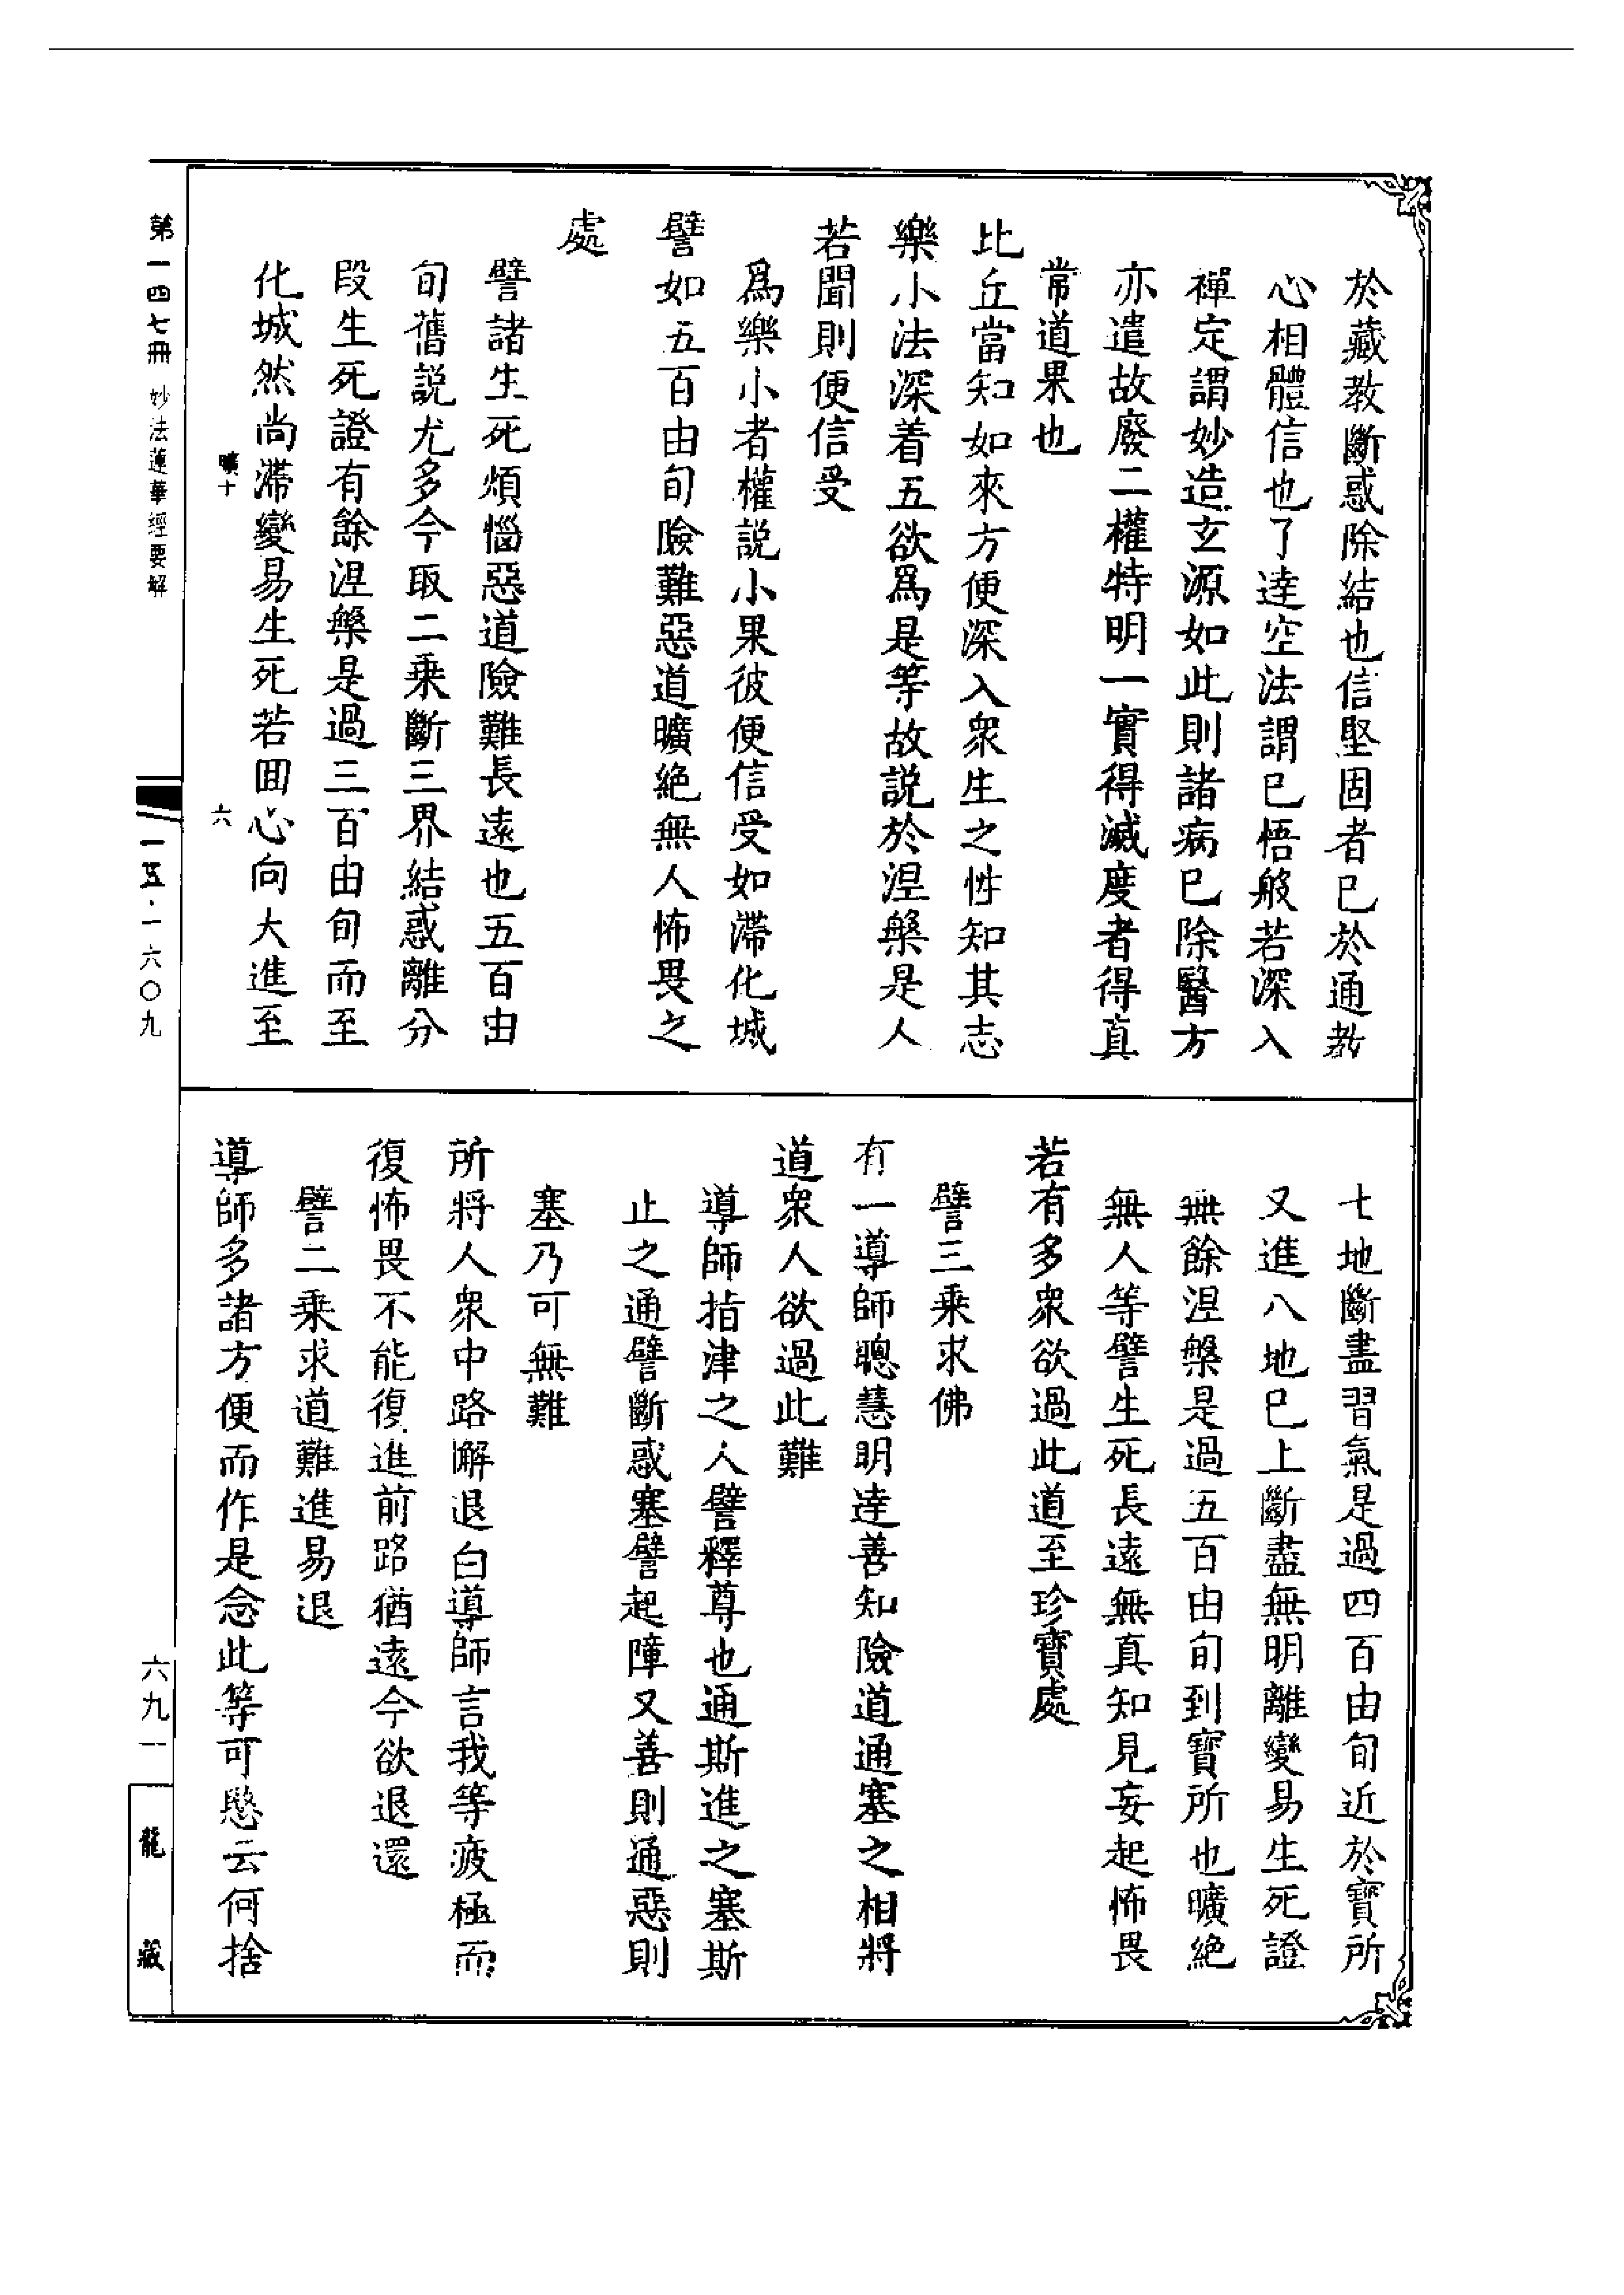 於藏教斷惑除結也信堅固者巳於通教
心相體信也了達空法謂巳悟般若深入
禪定謂妙造玄源如此則諸病巳除醫方
亦遣故廢二權特明一實得滅度者得真
常道果也
比丘當知如來方便深入衆生之性知其志
樂小法深着五欲爲是等故説於涅槃是人
若聞則便信受
爲樂小者權説小果彼便信受如滯化城
譬如五百由旬險難惡道曠絶無人怖畏之
處
譬諸生死煩惱惡道險難長遠也五百由
旬舊説尤多今取二乘斷三界結惑離分
段生死證有餘涅槃是過三百由旬而至
化城然尚滯變易生死若囬心向大進至
曠十 六
七地斷盡習氣是過四百由旬近於寶所
又進八地巳上斷盡無明離變易生死證
無餘涅槃是過五百由旬到寶所也曠絶
無人等譬生死長遠無真知見妄起怖畏
若有多衆欲過此道至珍寶處
譬三乘求佛
有一導師聰慧明達善知險道通塞之相將
道衆人欲過此難
導師指津之人譬釋尊也通斯進之塞斯
止之通譬斷惑塞譬起障又善則通惡則
塞乃可無難
所將人衆中路懈退白導師言我等疲極而
復怖畏不能復進前路猶遠今欲退還
譬二乘求道難進易退
導師多諸方便而作是念此等可愍云何捨
第一四七冊 妙法蓮華經要解
一五·一六〇九
六九一
龍藏